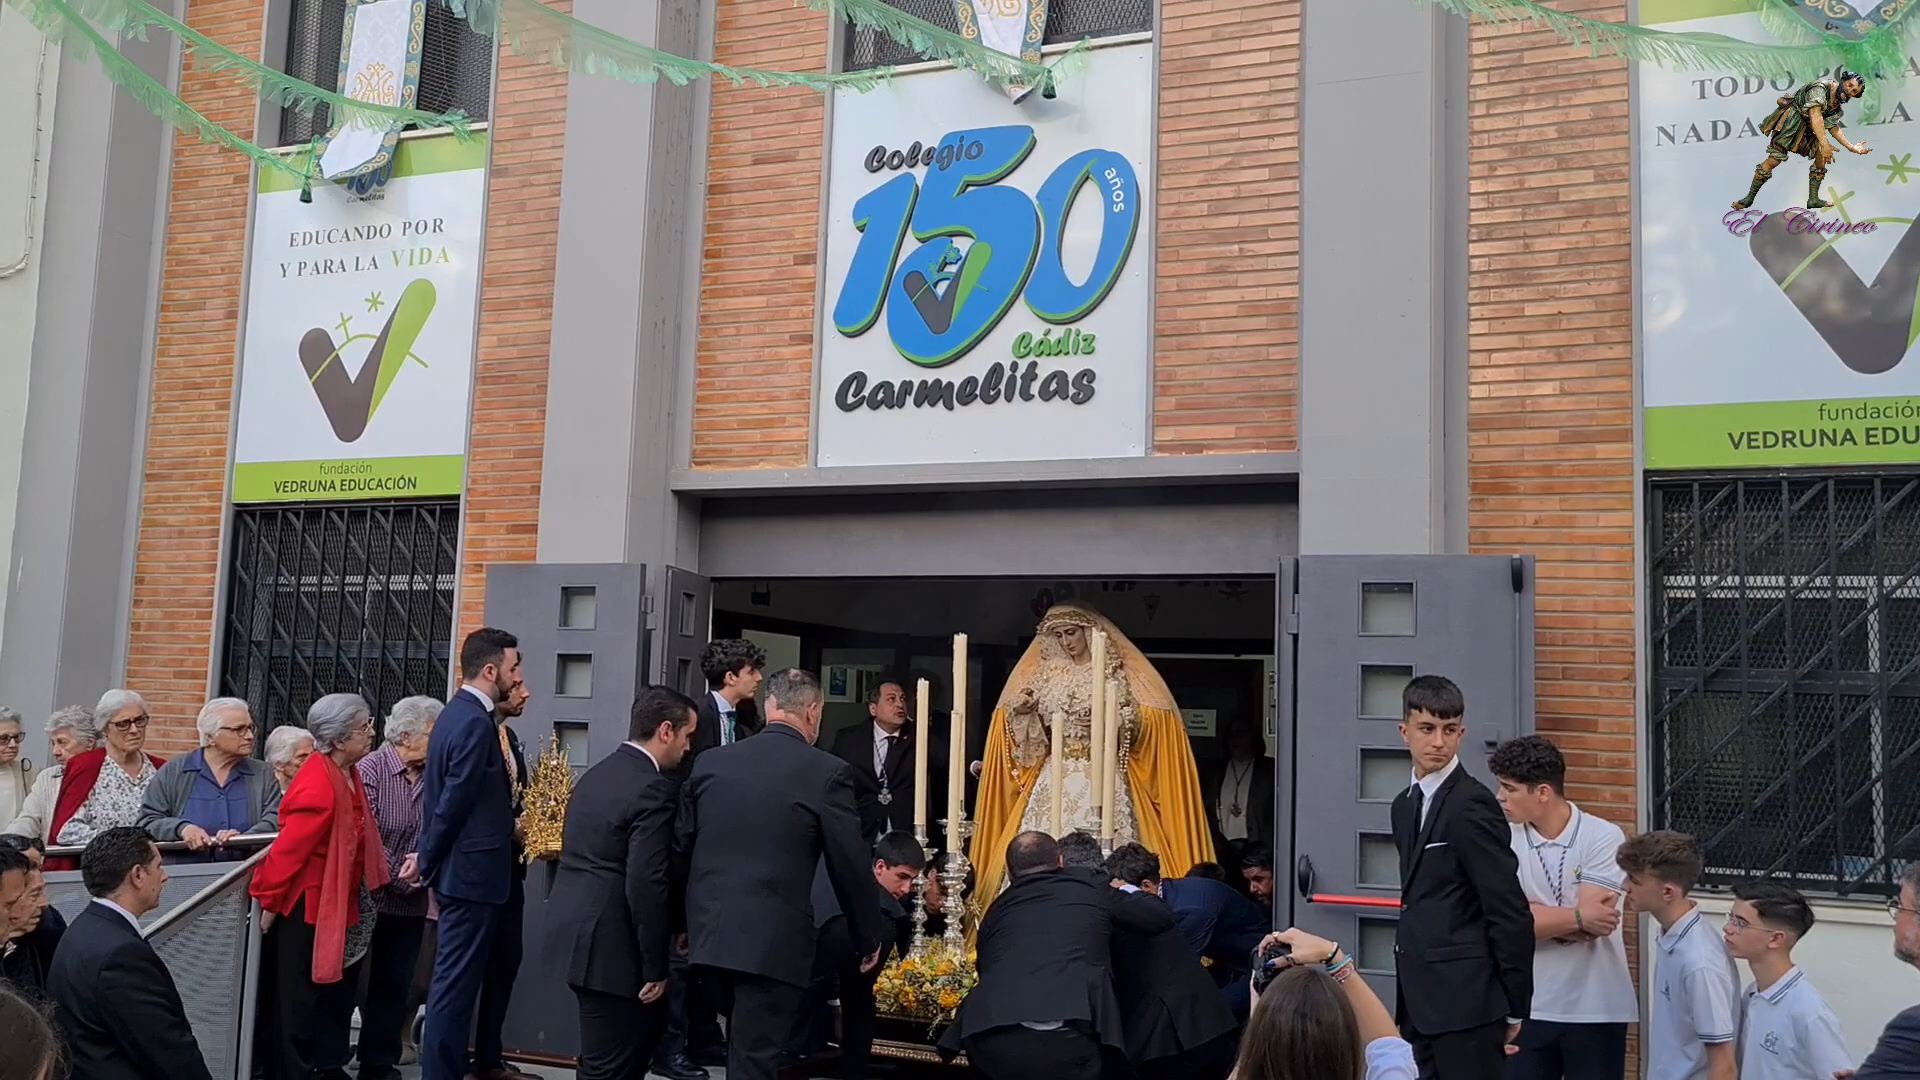 Carmelitas
EDUCANDO POR
Y PARA LA VIDA
fundación
VEDRUNA EDUCACIÓN
Colegio
150
años
Cádiz
Carmelitas
TODO
NADA
El Cirineo
fundación
VEDRUNA